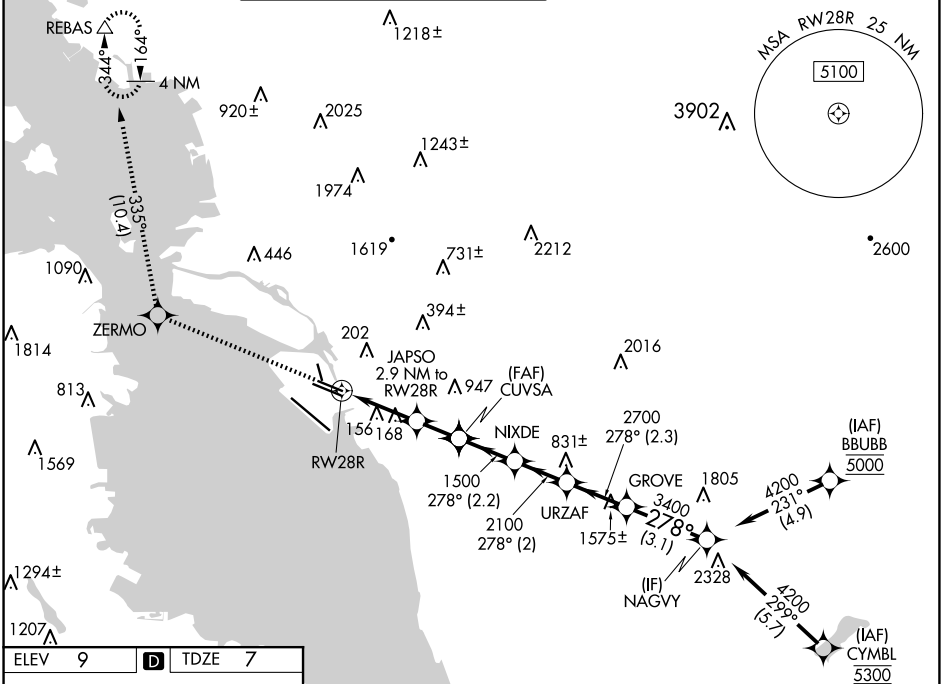 REBAS
344°
164°
4 NM
1218±
MSA RW28R 25 NM
5100
920±
2025
3902
1243±
1974
335°
(10.4)
446
1619
2212
2600
1090
731±
ZERMO
394±
1814
202
JAPSO
2.9 NM to
RW28R
2016
813
947
(FAF)
CUVSA
156
168
NIXDE
831±
2700
278° (2.3)
(IAF)
BBUBB
5000
1569
RW28R
1500
278° (2.2)
GROVE
1805
4200
231°
(4.9)
2100
278° (2)
URZAF
1575±
3400
278°
(3.1)
(IF)
NAGVY
2328
1294±
4200
299°
(5.7)
1207
(IAF)
CYMBL
5300
ELEV 9 D TDZE 7